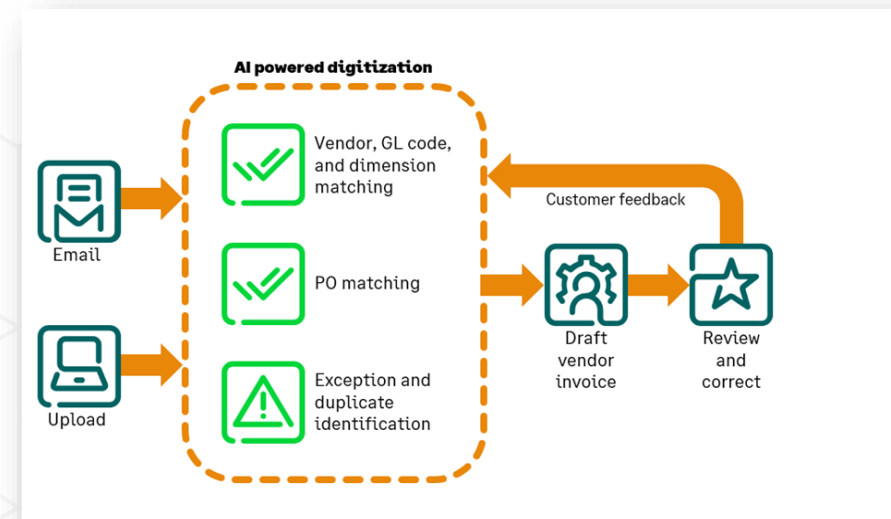 AI powered digitization
Vendor, GL code,
and dimension
matching
Customer feedback
Email
PO matching
Draft
vendor
invoice
Review
and
correct
Exception and
duplicate
identification
Upload